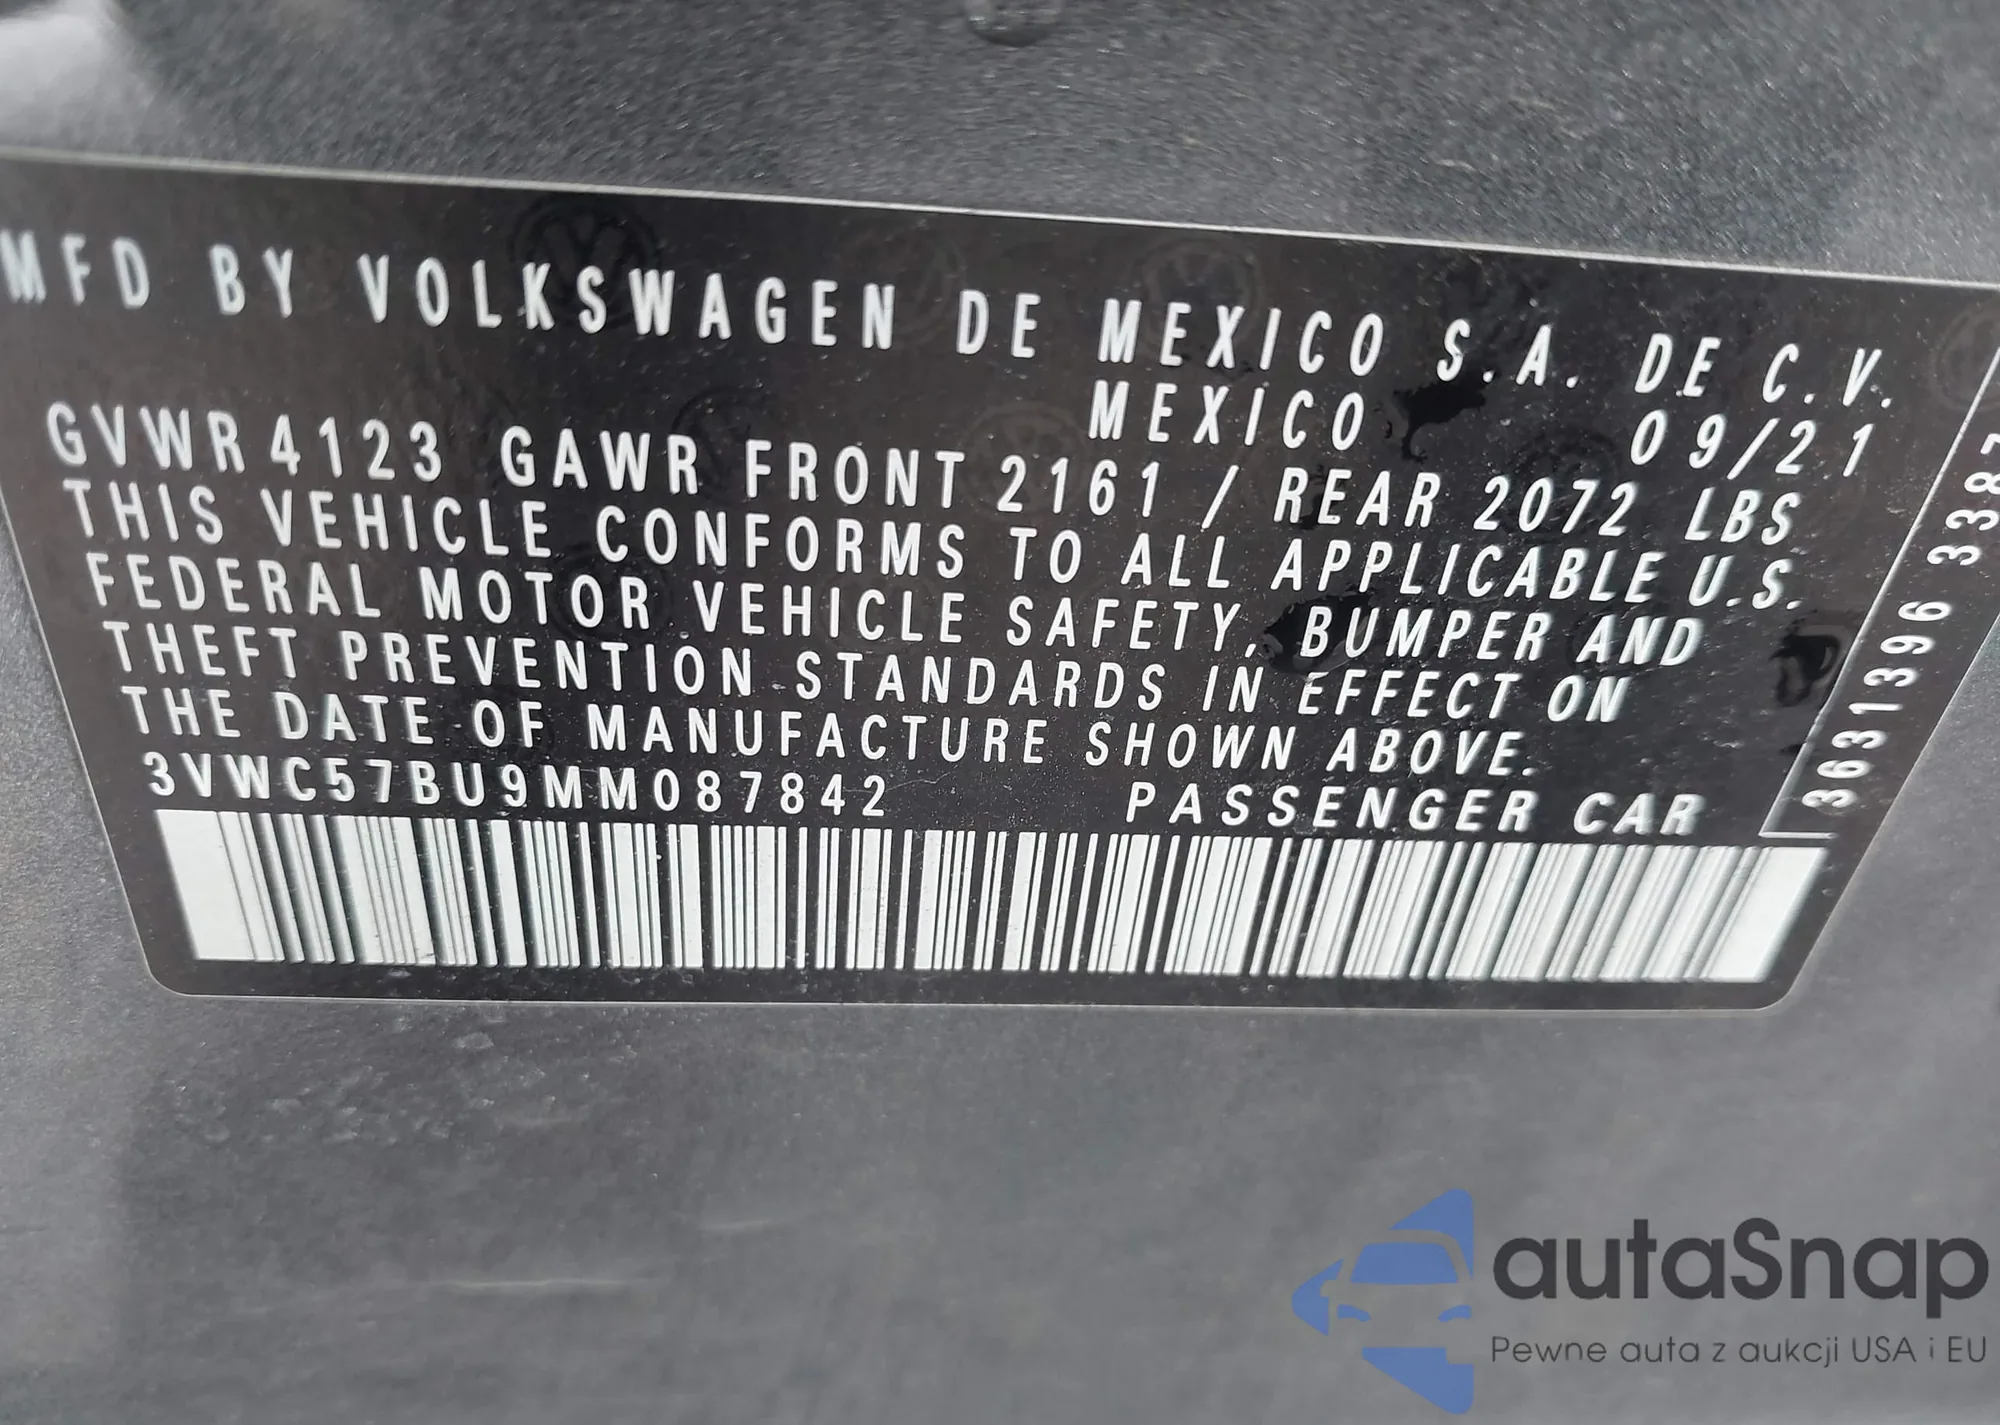 MFD BY VOLKSWAGEN DE MEXICO S.A. DE C.V.
MEXICO 09/21
GVWR 4123 GAWR FRONT 2161 / REAR 2072 LBS
THIS VEHICLE CONFORMS TO ALL APPLICABLE U.S.
FEDERAL MOTOR VEHICLE SAFETY, BUMPER AND
THEFT PREVENTION STANDARDS IN EFFECT ON
THE DATE OF MANUFACTURE SHOWN ABOVE.
3VWC57BU9MM087842 PASSENGER CAR
3631396 3387
autaSnap
Pewne auta z aukcji USA i EU